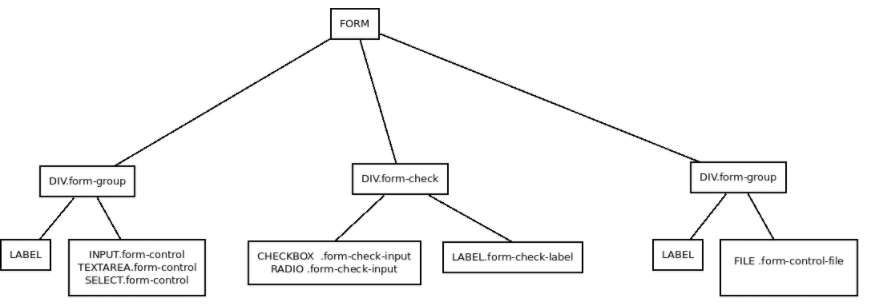 FORM
DIV.form-group
DIV.form-check
DIV.form-group
LABEL
INPUT.form-control
TEXTAREA.form-control
SELECT.form-control
CHECKBOX .form-check-input
RADIO .form-check-input
LABEL.form-check-label
LABEL
FILE .form-control-file